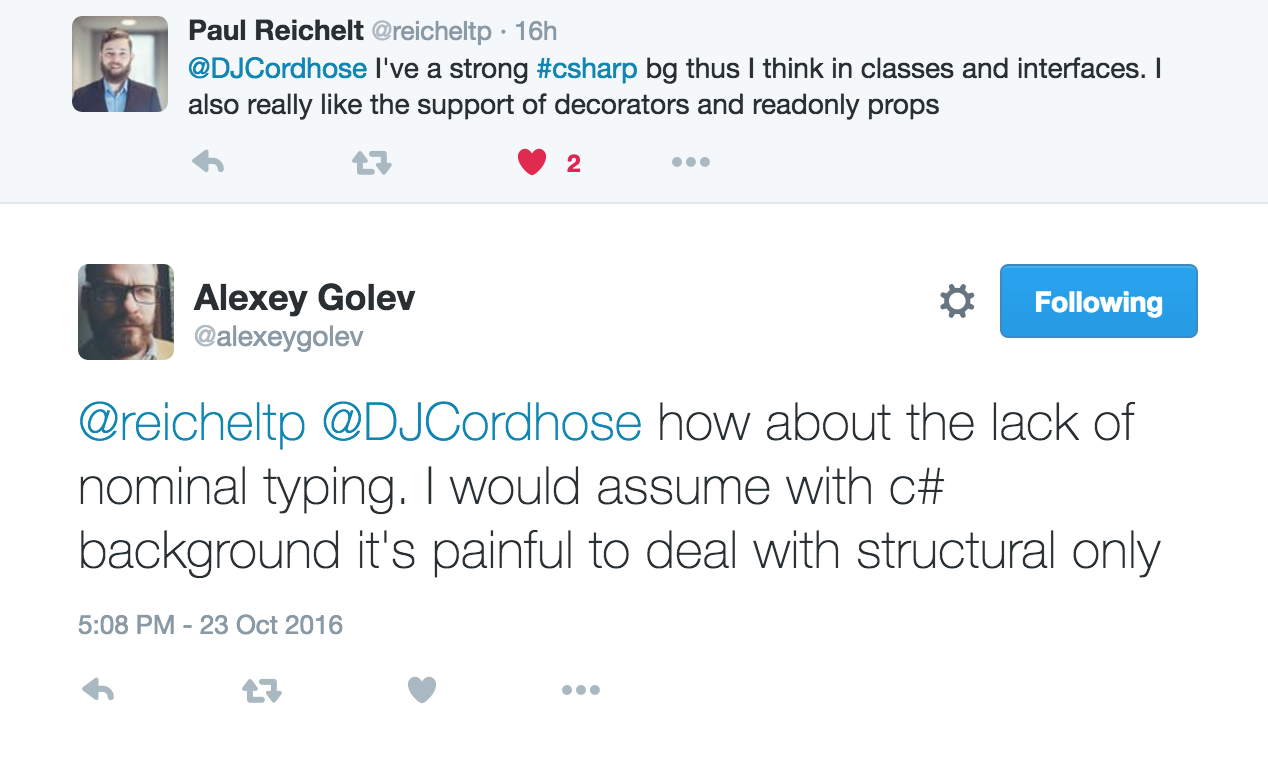 Paul Reichelt @reicheltp · 16h
@DJCordhose I've a strong #csharp bg thus I think in classes and interfaces. I
also really like the support of decorators and readonly props
2
Alexey Golev
@alexeygolev
Following
@reicheltp @DJCordhose how about the lack of
nominal typing. I would assume with c#
background it's painful to deal with structural only
5:08 PM - 23 Oct 2016